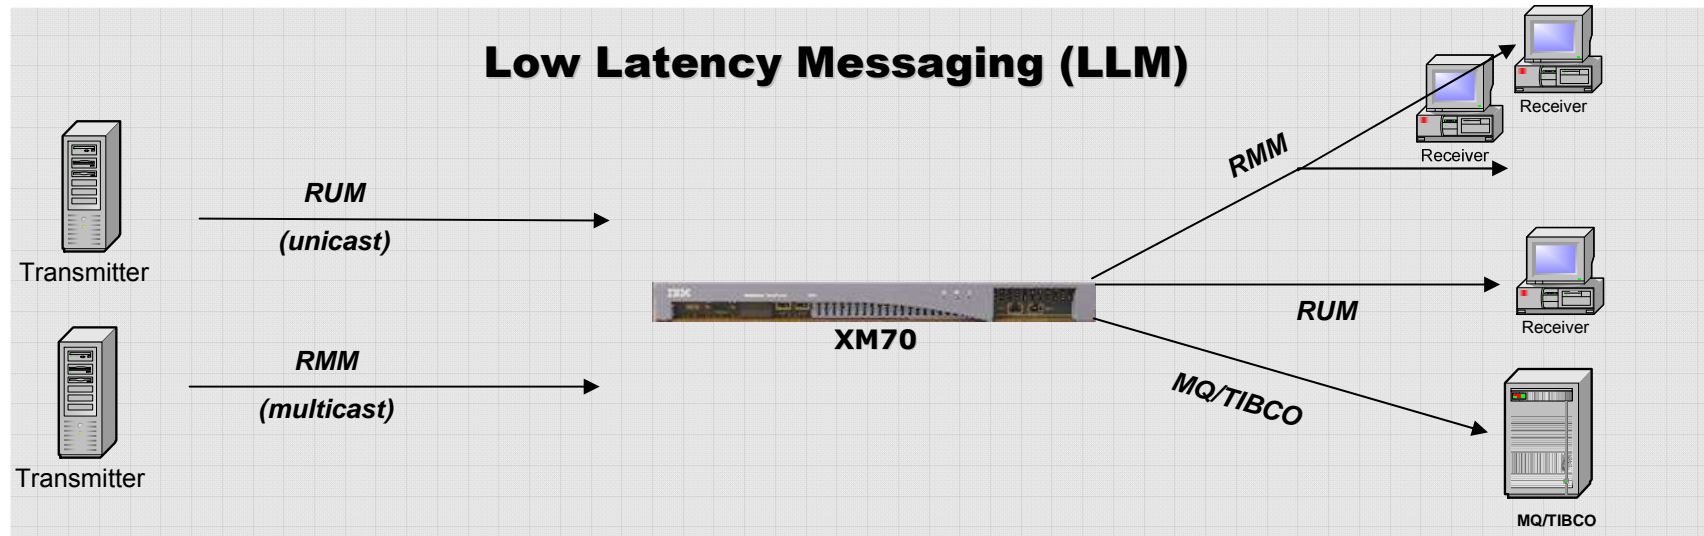 Low Latency Messaging (LLM)
Receiver
Receiver
RMM
RUM
(unicast)
Transmitter
IBM
XM70
RUM
Receiver
RMM
(multicast)
MQ/TIBCO
Transmitter
MQ/TIBCO